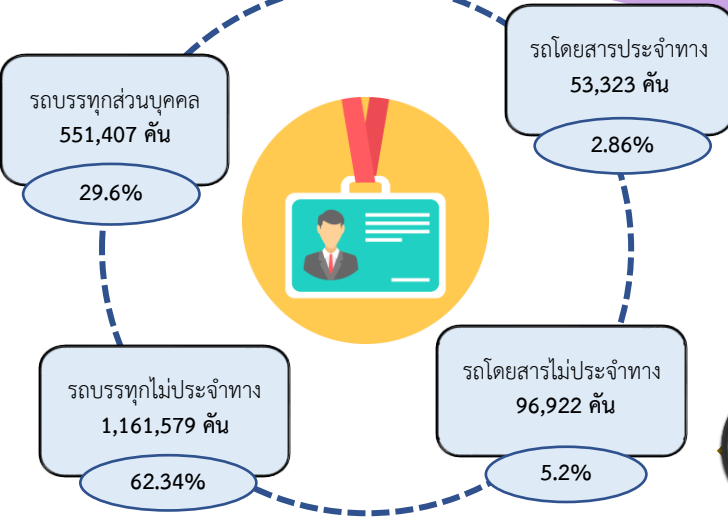 รถโดยสารประจำทาง
53,323 คัน
2.86%
รถบรรทุกส่วนบุคคล
551,407 คัน
29.6%
รถโดยสารไม่ประจำทาง
96,922 คัน
5.2%
รถบรรทุกไม่ประจำทาง
1,161,579 คัน
62.34%